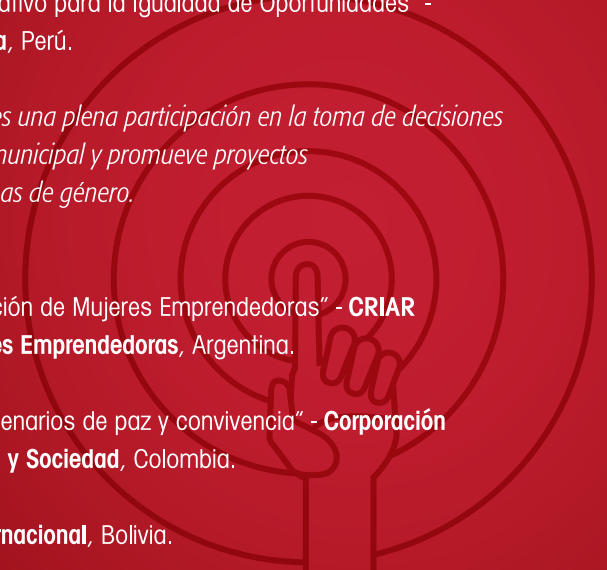 ativo para la Igualdad de Oportunidades" -
a, Perú.
es una plena participación en la toma de decisiones
municipal y promueve proyectos
as de género.
ción de Mujeres Emprendedoras" - CRIAR
es Emprendedoras, Argentina.
enarios de paz y convivencia" - Corporación
y Sociedad, Colombia.
rnacional, Bolivia.